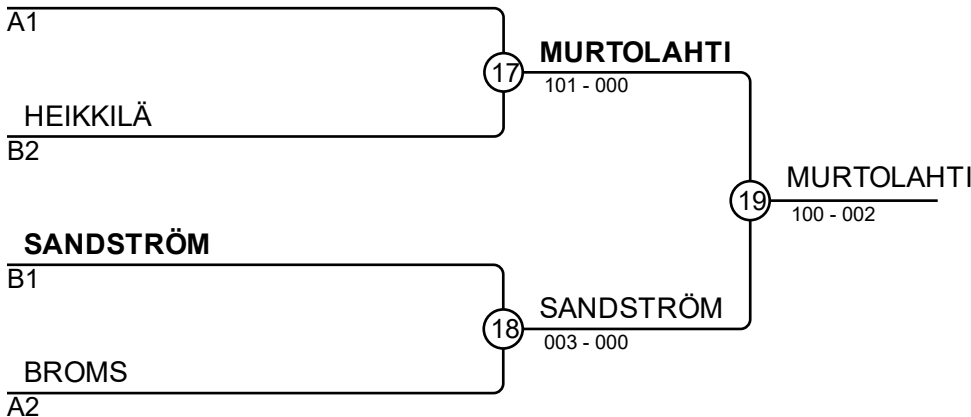 A1
17
MURTOLAHTI
101 - 000
HEIKKILÄ
B2
19
MURTOLAHTI
100 - 002
SANDSTRÖM
B1
18
SANDSTRÖM
003 - 000
BROMS
A2